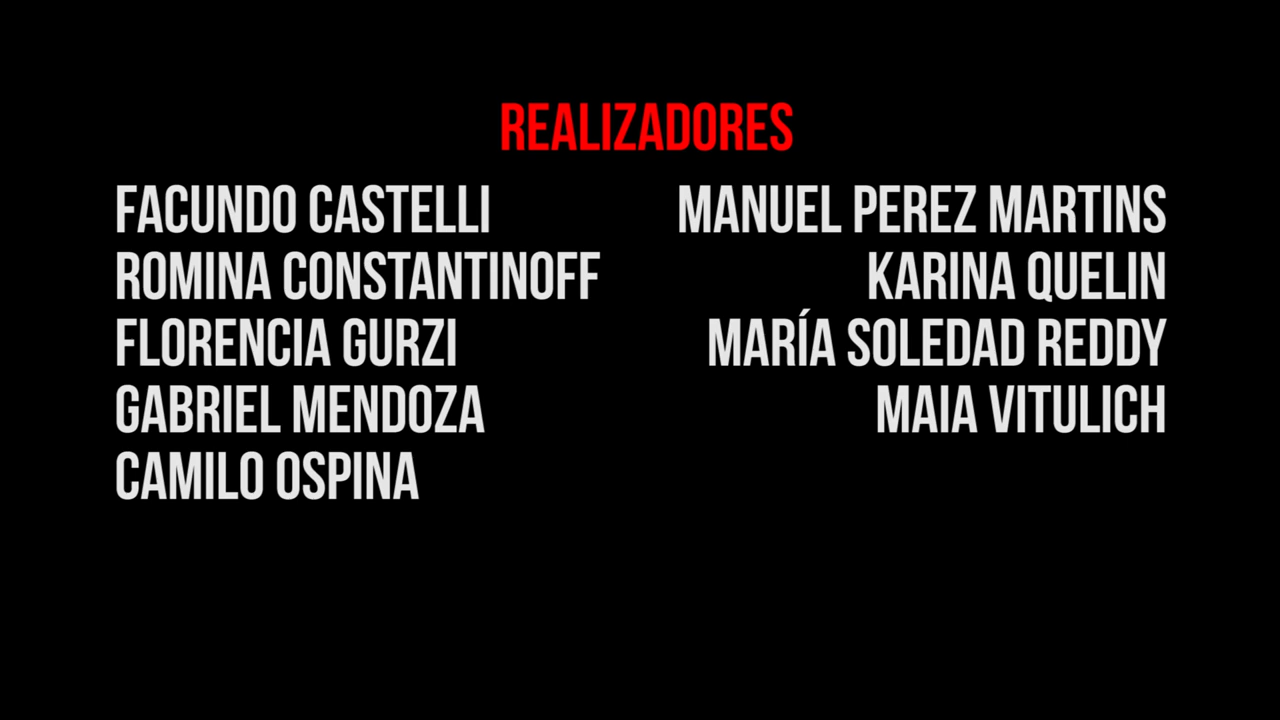 REALIZADORES
FACUNDO CASTELLI
ROMINA CONSTANTINOFF
FLORENCIA GURZI
GABRIEL MENDOZA
CAMILO OSPINA
MANUEL PEREZ MARTINS
KARINA QUELIN
MARÍA SOLEDAD REDDY
MAIA VITULICH